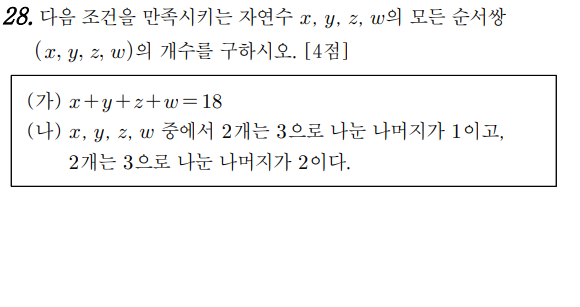 28. 다음 조건을 만족시키는 자연수 x, y, z, w의 모든 순서쌍
(x, y, z, w)의 개수를 구하시오. [4점]
(가) x+y+z+w=18
(나) x, y, z, w 중에서 2개는 3으로 나눈 나머지가 1이고,
2개는 3으로 나눈 나머지가 2이다.